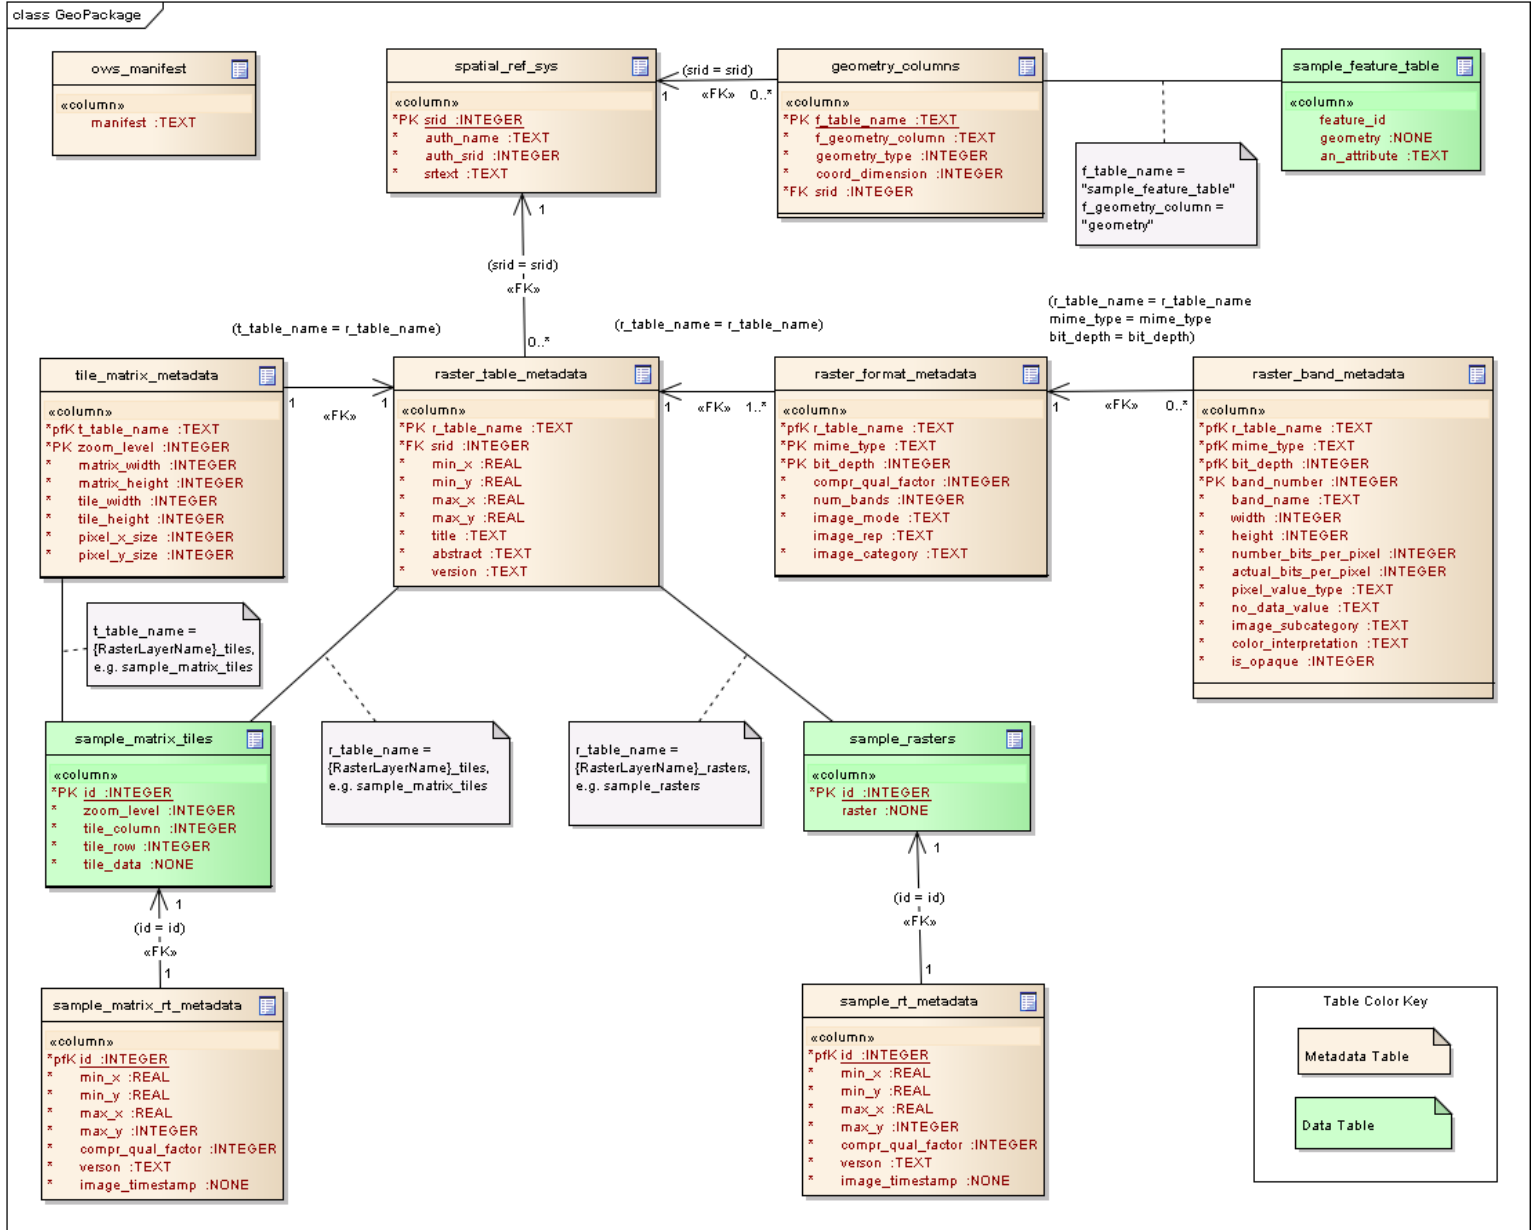 class GeoPackage
ows_manifest
«column»
manifest :TEXT
spatial_ref_sys
«column»
*PK srid :INTEGER
* auth_name :TEXT
* auth_srid :INTEGER
* srtext :TEXT
(srid = srid)
1
«FK»
0..*
geometry_columns
«column»
*PK f_table_name :TEXT
* f_geometry_column :TEXT
* geometry_type :INTEGER
* coord_dimension :INTEGER
*FK srid :INTEGER
sample_feature_table
«column»
feature_id
geometry :NONE
an_attribute :TEXT
f_table_name =
"sample_feature_table"
f_geometry_column =
"geometry"
1
(srid = srid)
«FK»
0..*
(t_table_name = r_table_name)
(r_table_name = r_table_name)
(r_table_name = r_table_name
mime_type = mime_type
bit_depth = bit_depth)
tile_matrix_metadata
«column»
*pfK t_table_name :TEXT
*PK zoom_level :INTEGER
* matrix_width :INTEGER
* matrix_height :INTEGER
* tile_width :INTEGER
* tile_height :INTEGER
* pixel_x_size :INTEGER
* pixel_y_size :INTEGER
1
«FK»
1
raster_table_metadata
«column»
*PK r_table_name :TEXT
*FK srid :INTEGER
* min_x :REAL
* min_y :REAL
* max_x :REAL
* max_y :REAL
* title :TEXT
* abstract :TEXT
* version :TEXT
1
«FK»
1..*
raster_format_metadata
«column»
*pfK r_table_name :TEXT
*PK mime_type :TEXT
*PK bit_depth :INTEGER
* compr_qual_factor :INTEGER
* num_bands :INTEGER
* image_mode :TEXT
image_rep :TEXT
* image_category :TEXT
1
«FK»
0..*
raster_band_metadata
«column»
*pfK r_table_name :TEXT
*pfK mime_type :TEXT
*pfK bit_depth :INTEGER
*PK band_number :INTEGER
* band_name :TEXT
* width :INTEGER
* height :INTEGER
* number_bits_per_pixel :INTEGER
* actual_bits_per_pixel :INTEGER
* pixel_value_type :TEXT
* no_data_value :TEXT
* image_subcategory :TEXT
* color_interpretation :TEXT
* is_opaque :INTEGER
t_table_name =
{RasterLayerName}_tiles,
e.g. sample_matrix_tiles
sample_matrix_tiles
«column»
*PK id :INTEGER
* zoom_level :INTEGER
* tile_column :INTEGER
* tile_row :INTEGER
* tile_data :NONE
r_table_name =
{RasterLayerName}_tiles,
e.g. sample_matrix_tiles
r_table_name =
{RasterLayerName}_rasters,
e.g. sample_rasters
sample_rasters
«column»
*PK id :INTEGER
raster :NONE
1
(id = id)
«FK»
1
1
(id = id)
«FK»
1
sample_matrix_rt_metadata
«column»
*pfK id :INTEGER
* min_x :REAL
* min_y :REAL
* max_x :REAL
* max_y :INTEGER
* compr_qual_factor :INTEGER
* verson :TEXT
* image_timestamp :NONE
sample_rt_metadata
«column»
*pfK id :INTEGER
* min_x :REAL
* min_y :REAL
* max_x :REAL
* max_y :INTEGER
* compr_qual_factor :INTEGER
* verson :TEXT
* image_timestamp :NONE
Table Color Key
Metadata Table
Data Table